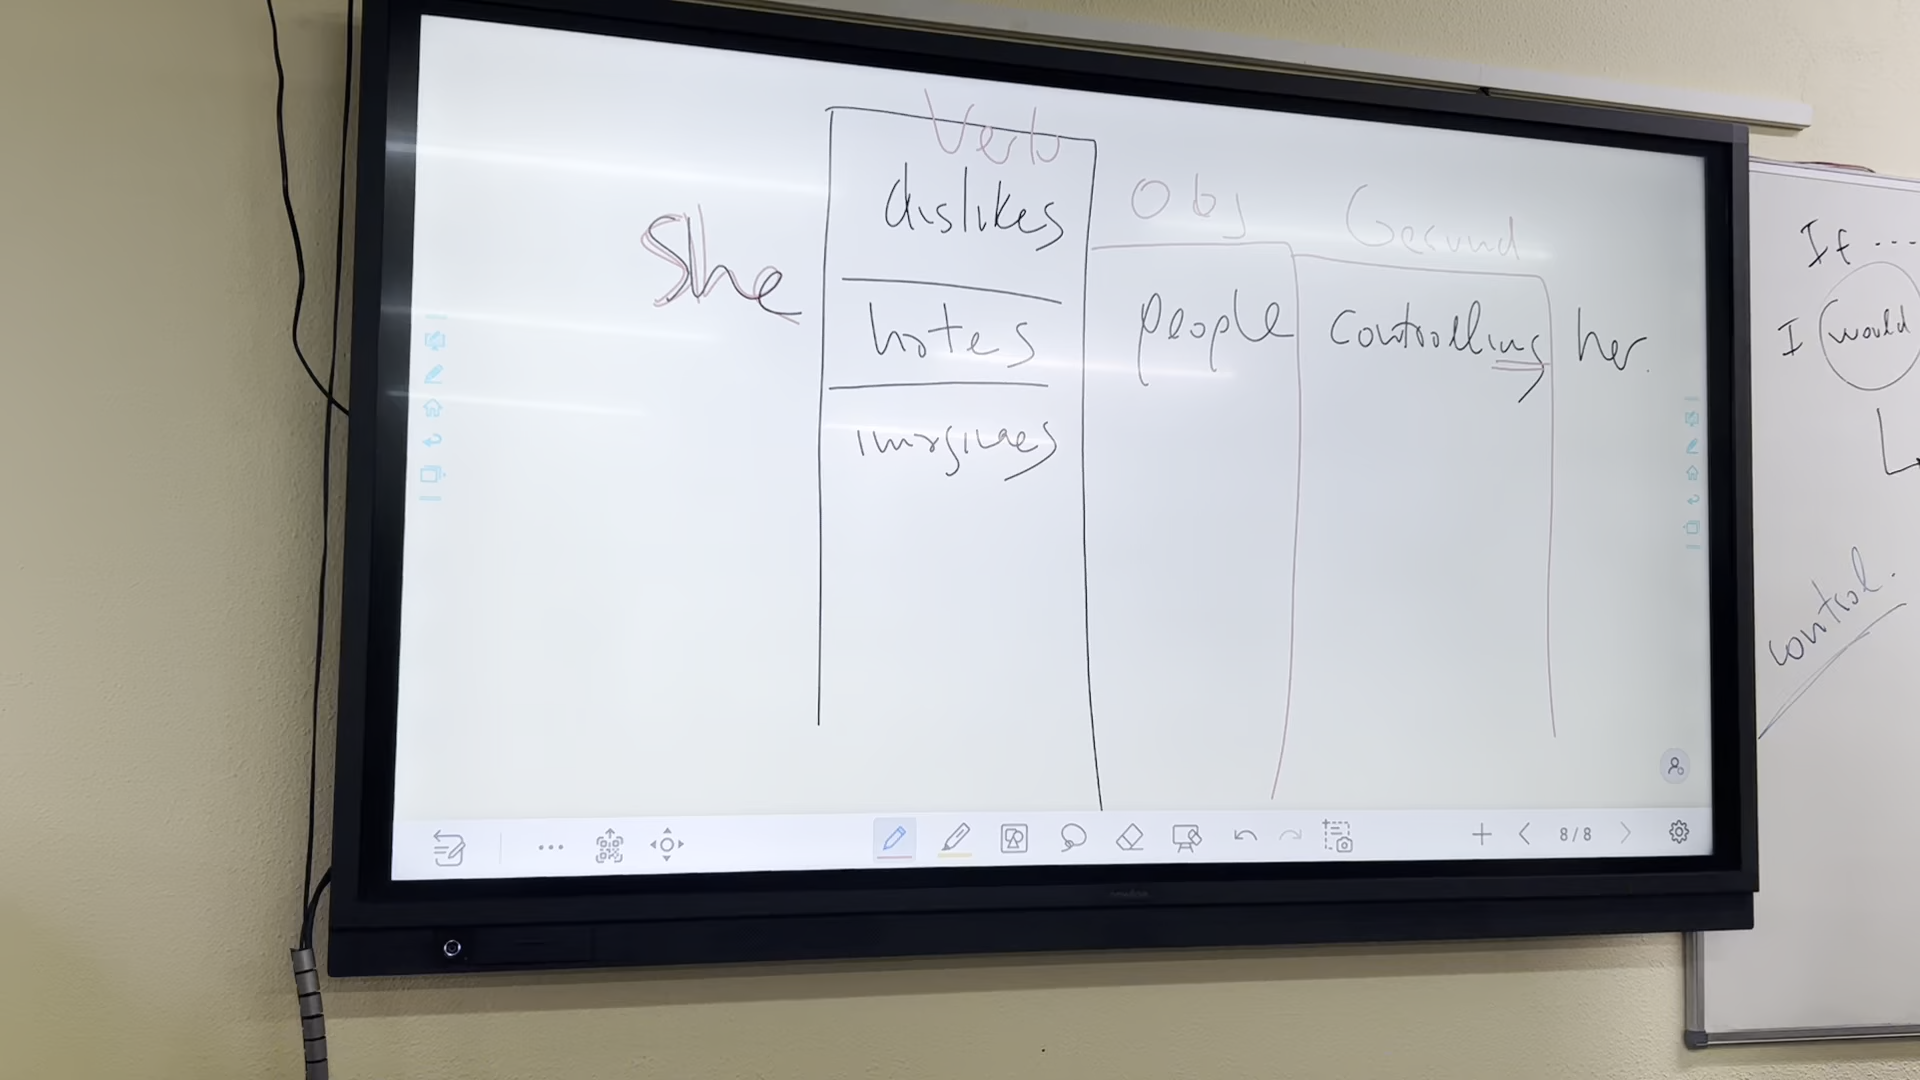 Verb
Obj
Gerund
She
dislikes
hates
imagines
people
controlling
her.
8/8
If ....
I would
control.